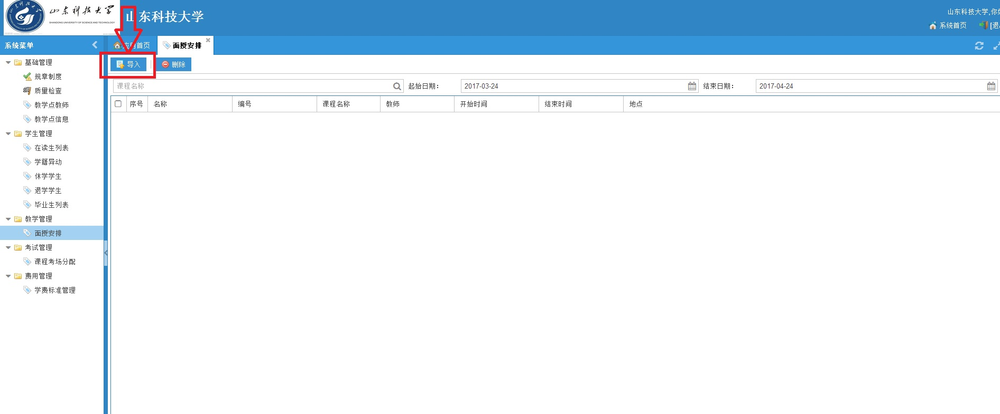 山东科技大学
SHANDONG UNIVERSITY OF SCIENCE AND TECHNOLOGY
山东科技大学
山东科技大学,你
系统首页
[退
系统菜单
应用首页
面授安排
导入
删除
课程名称
起始日期：
2017-03-24
结束日期：
2017-04-24
序号
名称
编号
课程名称
教师
开始时间
结束时间
地点
基础管理
规章制度
质量检查
教学点教师
教学点信息
学生管理
在读生列表
学籍异动
休学学生
退学学生
毕业生列表
教学管理
面授安排
考试管理
课程考场分配
费用管理
学费标准管理